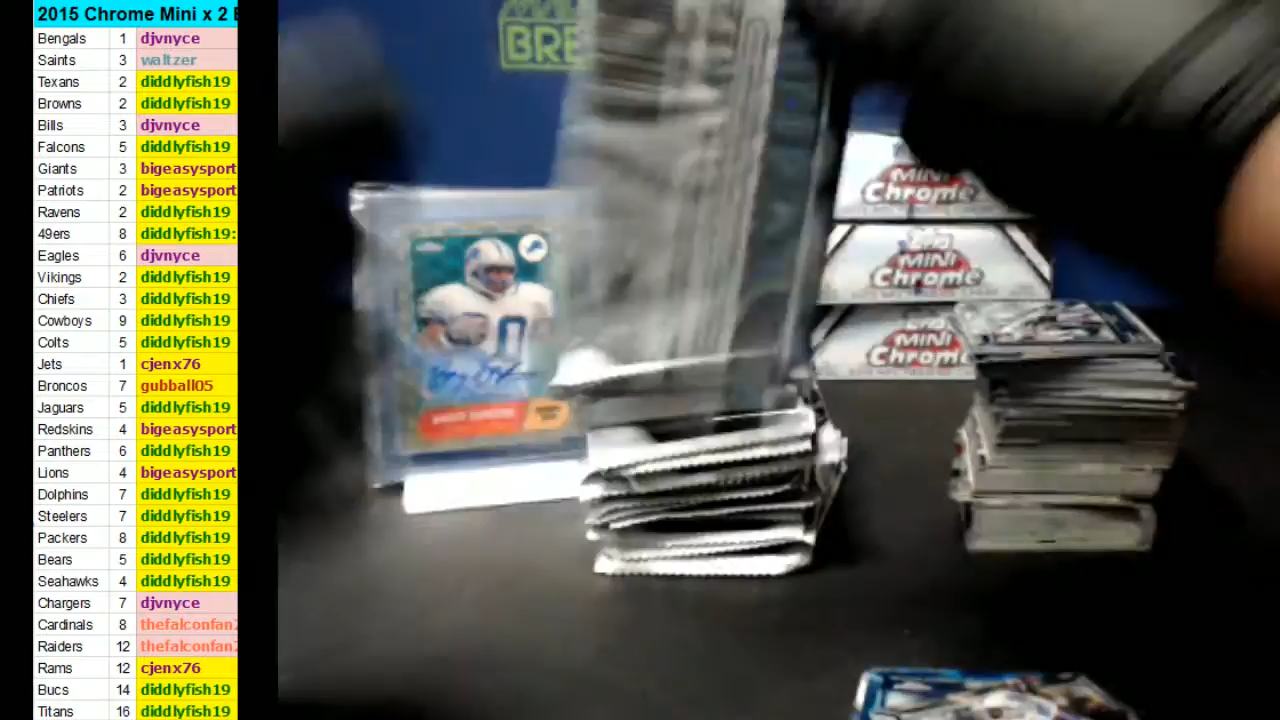 2015 Chrome Mini x 2 B
Bengals 1 djvnyce
Saints 3 waltzer
Texans 2 diddlyfish19
Browns 2 diddlyfish19
Bills 3 djvnyce
Falcons 5 diddlyfish19
Giants 3 bigeasysport
Patriots 2 bigeasysport
Ravens 2 diddlyfish19
49ers 8 diddlyfish19:
Eagles 6 djvnyce
Vikings 2 diddlyfish19
Chiefs 3 diddlyfish19
Cowboys 9 diddlyfish19
Colts 5 diddlyfish19
Jets 1 cjenx76
Broncos 7 gubball05
Jaguars 5 diddlyfish19
Redskins 4 bigeasysport
Panthers 6 diddlyfish19
Lions 4 bigeasysport
Dolphins 7 diddlyfish19
Steelers 7 diddlyfish19
Packers 8 diddlyfish19
Bears 5 diddlyfish19
Seahawks 4 diddlyfish19
Chargers 7 djvnyce
Cardinals 8 thefalconfan
Raiders 12 thefalconfan
Rams 12 cjenx76
Bucs 14 diddlyfish19
Titans 16 diddlyfish19
BRE
MINI
Chrome
MINI
Chrome
MINI
Chrome